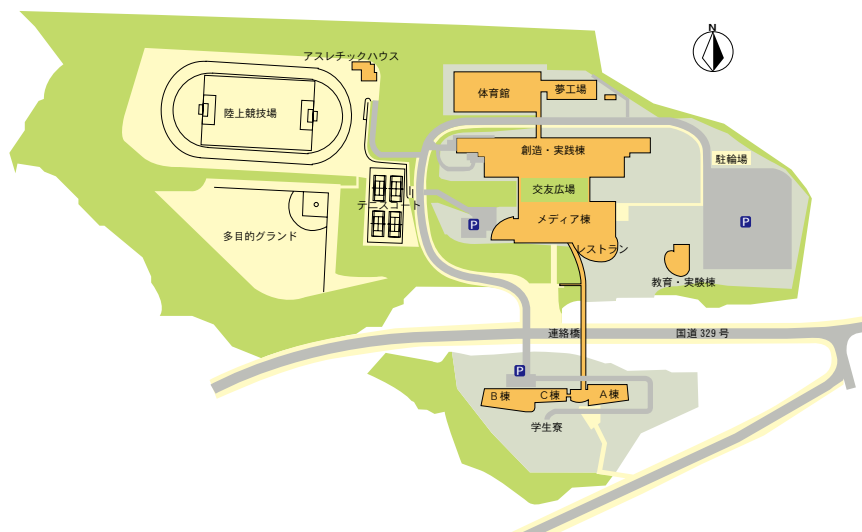 N
アスレチックハウス
体育館
夢工場
陸上競技場
創造・実践棟
駐輪場
交友広場
テニスコート
メディア棟
P
P
多目的グランド
レストラン
教育・実験棟
連絡橋
国道 329 号
P
B棟
C棟
A棟
学生寮